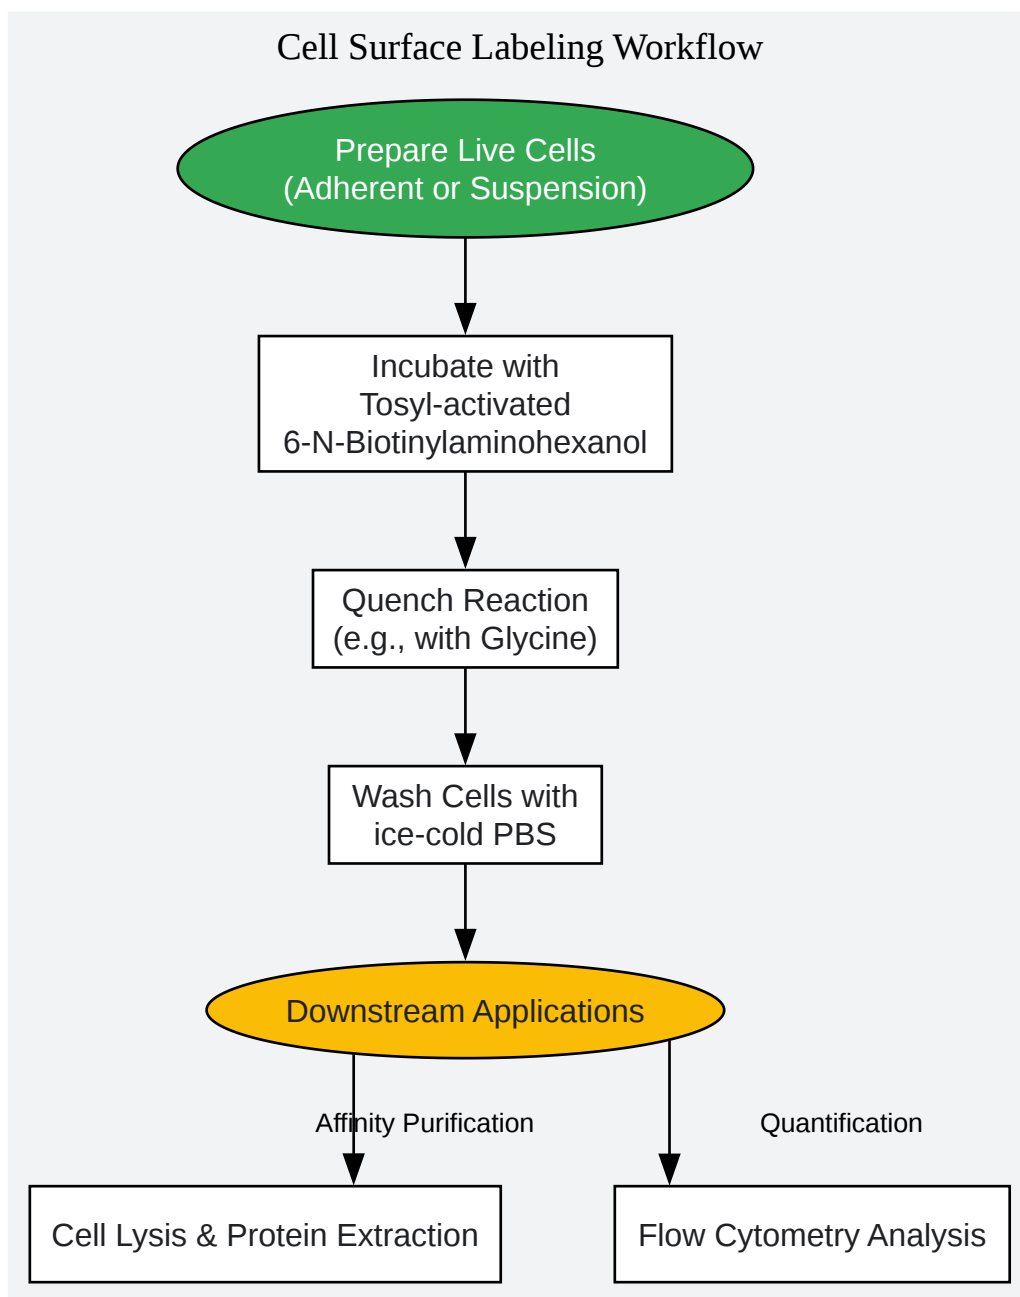 Cell Surface Labeling Workflow
Prepare Live Cells
(Adherent or Suspension)
Incubate with
Tosyl-activated
6-N-Biotinylaminohexanol
Quench Reaction
(e.g., with Glycine)
Wash Cells with
ice-cold PBS
Downstream Applications
Affinity Purification
Quantification
Cell Lysis & Protein Extraction
Flow Cytometry Analysis